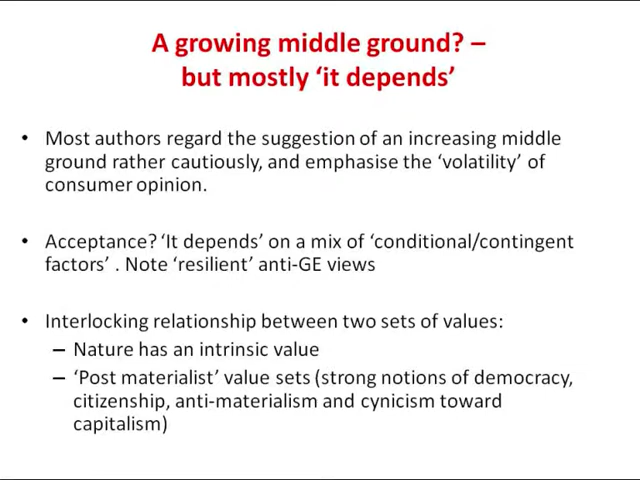 A growing middle ground? –
but mostly ‘it depends’
• Most authors regard the suggestion of an increasing middle
ground rather cautiously, and emphasise the ‘volatility’ of
consumer opinion.
• Acceptance? ‘It depends’ on a mix of ‘conditional/contingent
factors’ . Note ‘resilient’ anti-GE views
• Interlocking relationship between two sets of values:
– Nature has an intrinsic value
– ‘Post materialist’ value sets (strong notions of democracy,
citizenship, anti-materialism and cynicism toward
capitalism)